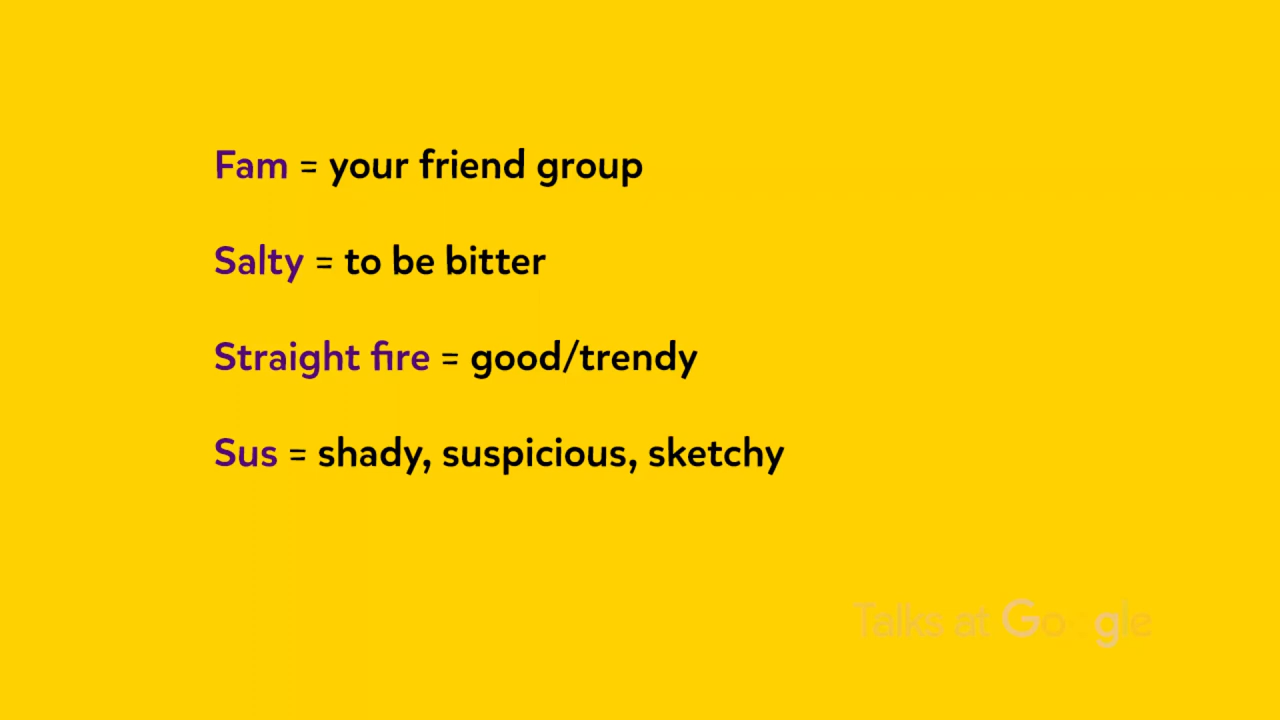 Fam = your friend group
Salty = to be bitter
Straight fire = good/trendy
Sus = shady, suspicious, sketchy
Talks at Google